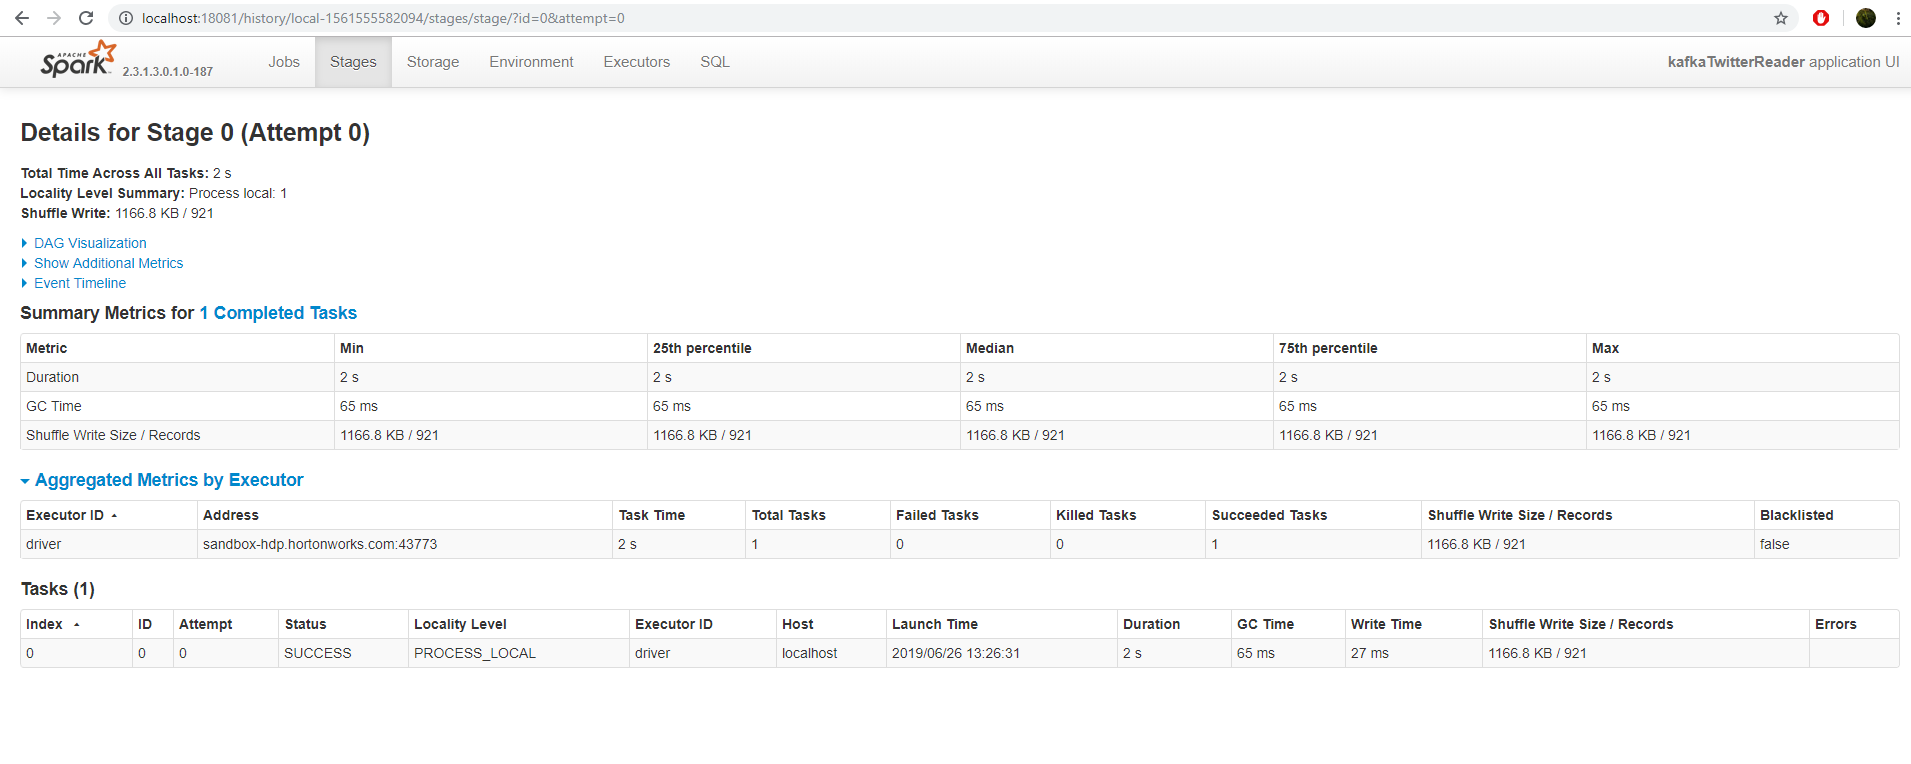 localhost:18081/history/local-1561555582094/stages/stage/?id=0&attempt=0
APACHE Spark 2.3.1.3.0.1.0-187 Jobs Stages Storage Environment Executors SQL kafkaTwitterReader application UI
Details for Stage 0 (Attempt 0)
Total Time Across All Tasks: 2 s
Locality Level Summary: Process local: 1
Shuffle Write: 1166.8 KB / 921
DAG Visualization
Show Additional Metrics
Event Timeline
Summary Metrics for 1 Completed Tasks
Metric Min 25th percentile Median 75th percentile Max
Duration 2 s 2 s 2 s 2 s 2 s
GC Time 65 ms 65 ms 65 ms 65 ms 65 ms
Shuffle Write Size / Records 1166.8 KB / 921 1166.8 KB / 921 1166.8 KB / 921 1166.8 KB / 921 1166.8 KB / 921
Aggregated Metrics by Executor
Executor ID Address Task Time Total Tasks Failed Tasks Killed Tasks Succeeded Tasks Shuffle Write Size / Records Blacklisted
driver sandbox-hdp.hortonworks.com:43773 2 s 1 0 0 1 1166.8 KB / 921 false
Tasks (1)
Index ID Attempt Status Locality Level Executor ID Host Launch Time Duration GC Time Write Time Shuffle Write Size / Records Errors
0 0 0 SUCCESS PROCESS_LOCAL driver localhost 2019/06/26 13:26:31 2 s 65 ms 27 ms 1166.8 KB / 921